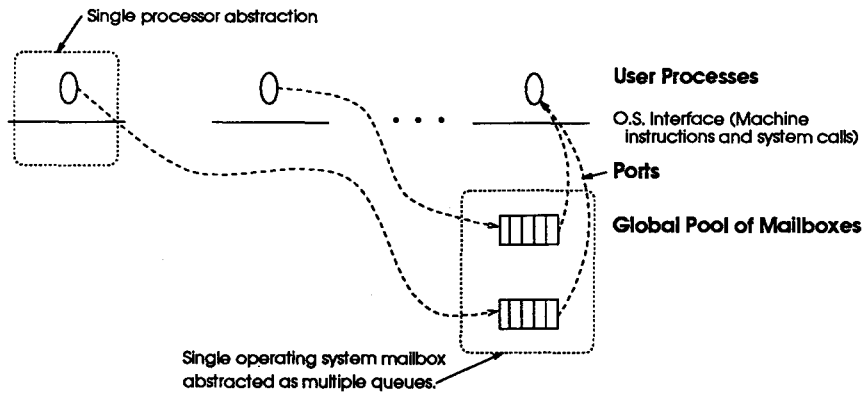 Single processor abstraction
User Processes
O.S. Interface (Machine
instructions and system calls)
Ports
Global Pool of Mailboxes
Single operating system mailbox
abstracted as multiple queues.